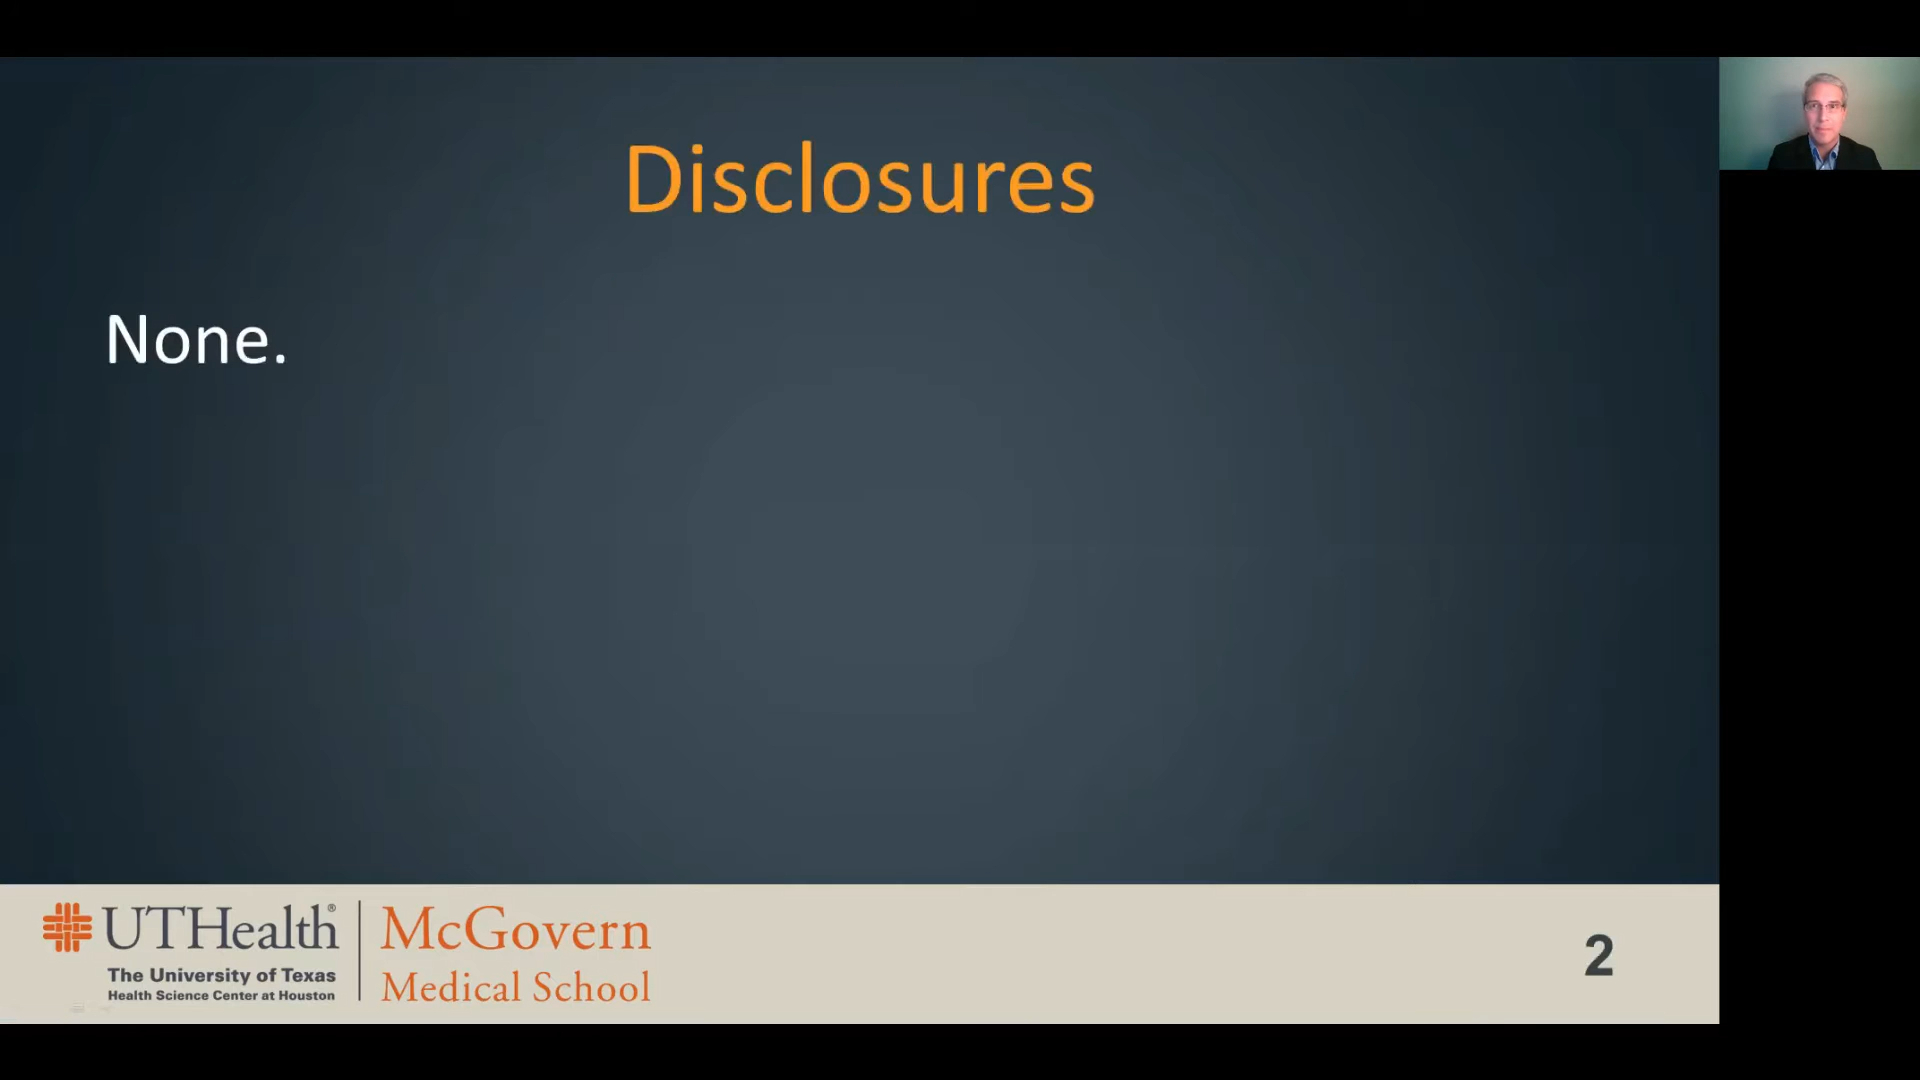 Disclosures
None.
UTHealth®
The University of Texas
Health Science Center at Houston
McGovern
Medical School
2